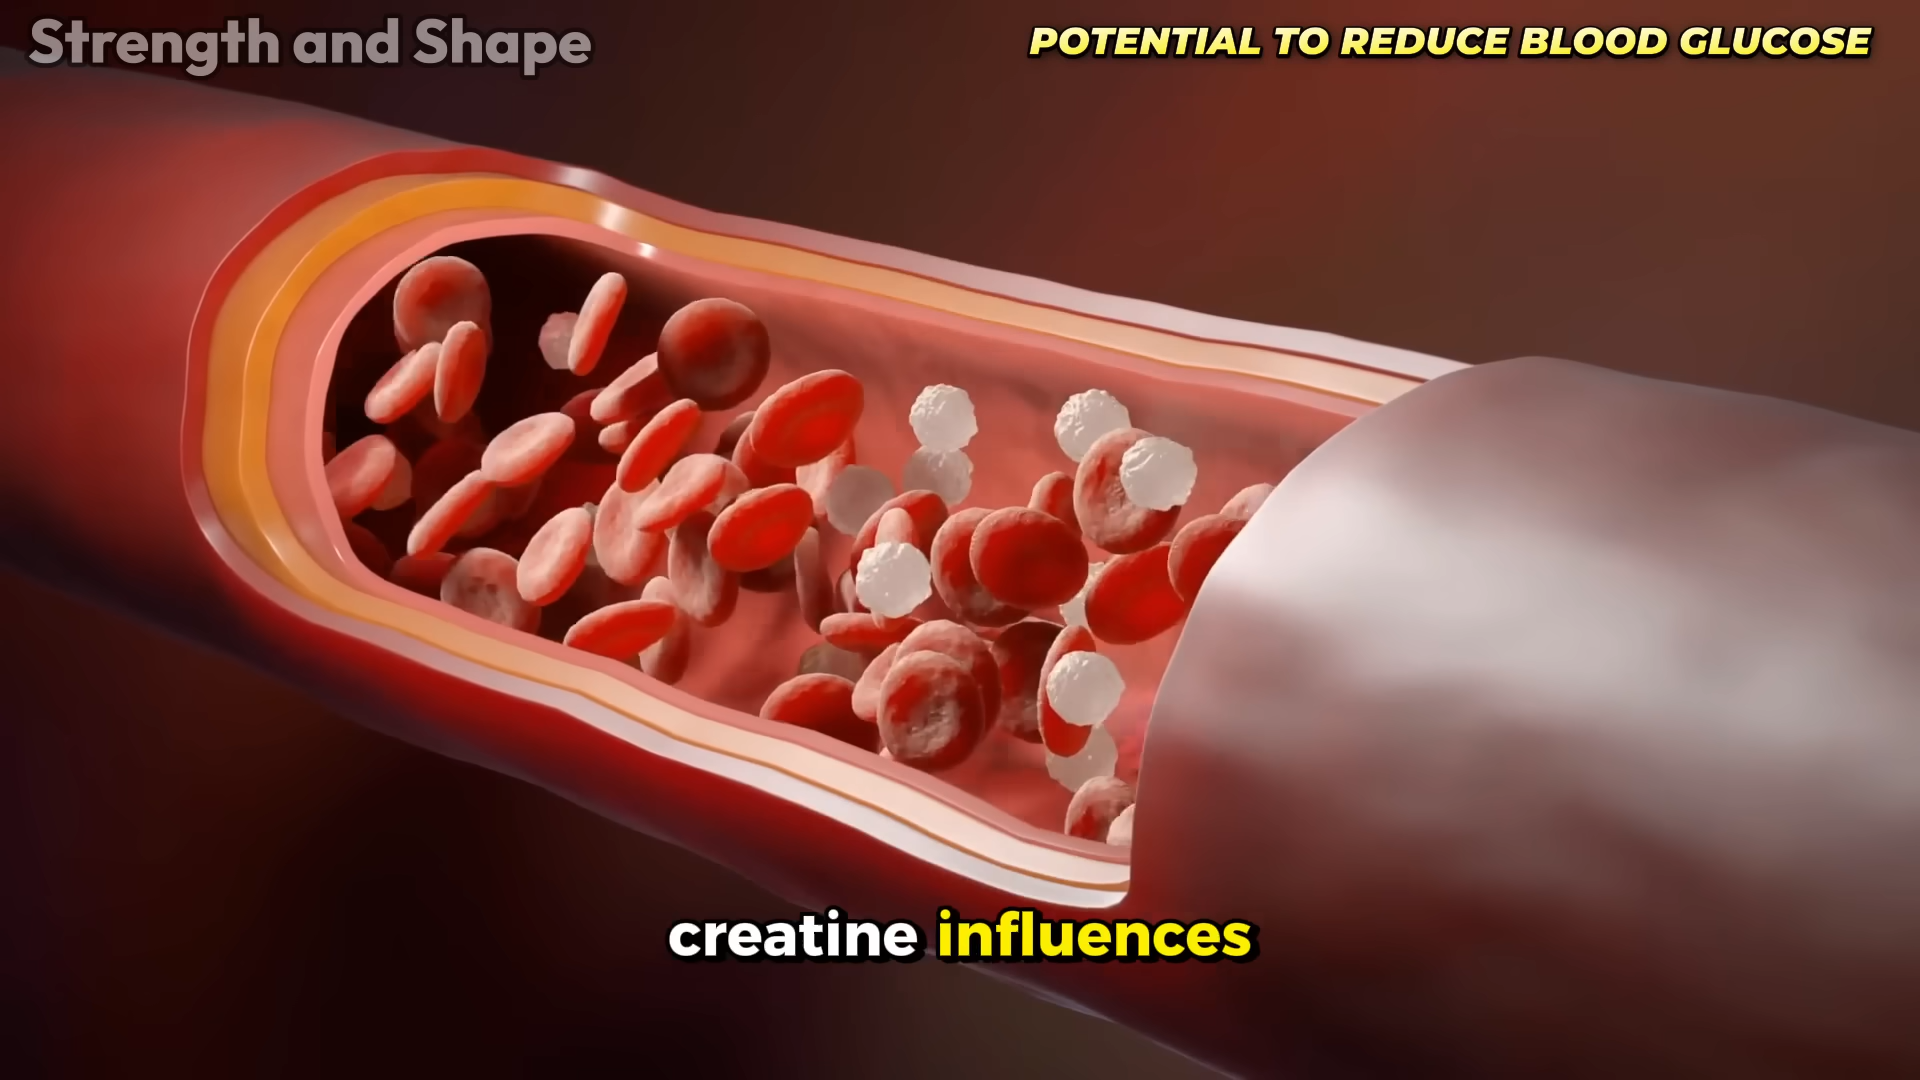 Strength and Shape
POTENTIAL TO REDUCE BLOOD GLUCOSE
creatine influences